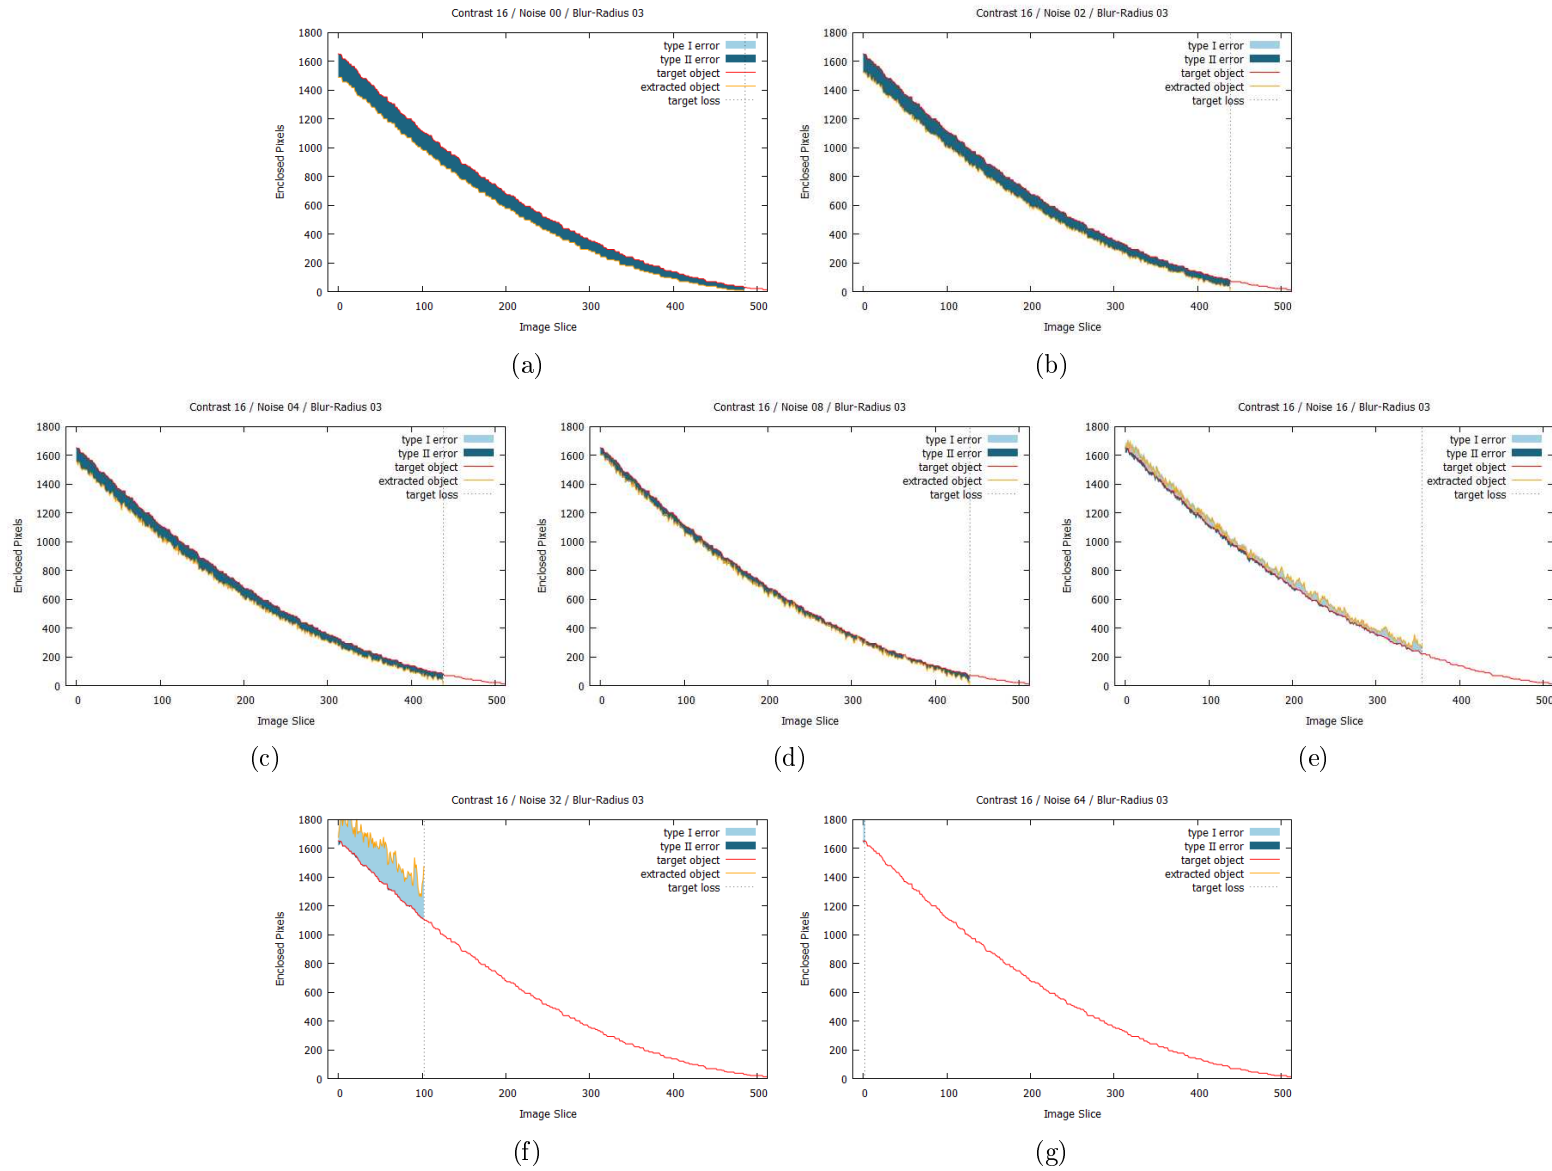 Contrast 16 / Noise 00 / Blur-Radius 03
1800
1600
1400
1200
1000
800
600
400
200
0
Enclosed Pixels
type I error
type II error
target object
extracted object
target loss
0 100 200 300 400 500
Image Slice
(a)
Contrast 16 / Noise 02 / Blur-Radius 03
1800
1600
1400
1200
1000
800
600
400
200
0
Enclosed Pixels
type I error
type II error
target object
extracted object
target loss
0 100 200 300 400 500
Image Slice
(b)
Contrast 16 / Noise 04 / Blur-Radius 03
1800
1600
1400
1200
1000
800
600
400
200
0
Enclosed Pixels
type I error
type II error
target object
extracted object
target loss
0 100 200 300 400 500
Image Slice
(c)
Contrast 16 / Noise 08 / Blur-Radius 03
1800
1600
1400
1200
1000
800
600
400
200
0
Enclosed Pixels
type I error
type II error
target object
extracted object
target loss
0 100 200 300 400 500
Image Slice
(d)
Contrast 16 / Noise 16 / Blur-Radius 03
1800
1600
1400
1200
1000
800
600
400
200
0
Enclosed Pixels
type I error
type II error
target object
extracted object
target loss
0 100 200 300 400 500
Image Slice
(e)
Contrast 16 / Noise 32 / Blur-Radius 03
1800
1600
1400
1200
1000
800
600
400
200
0
Enclosed Pixels
type I error
type II error
target object
extracted object
target loss
0 100 200 300 400 500
Image Slice
(f)
Contrast 16 / Noise 64 / Blur-Radius 03
1800
1600
1400
1200
1000
800
600
400
200
0
Enclosed Pixels
type I error
type II error
target object
extracted object
target loss
0 100 200 300 400 500
Image Slice
(g)